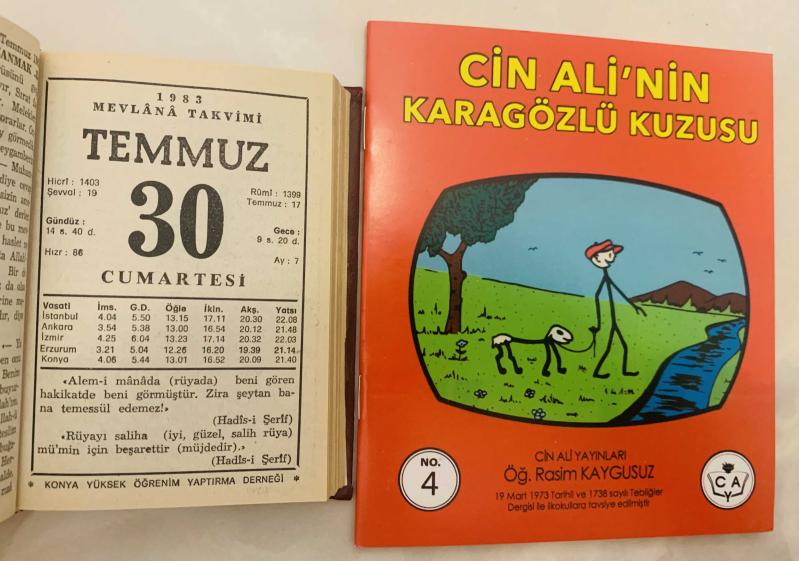 Temmuz
1983
MEVLÂNÂ TAKVİMİ
TEMMUZ
Hicrî : 1403
Şevval : 19
Rûmî : 1399
Temmuz : 17
30
Gündüz :
14 s. 40 d.
Gece :
9 s. 20 d.
Hızr : 86
Ay : 7
CUMARTESİ
Vasati İms. G.D. Öğle İkin. Akş. Yatsı
İstanbul 4.04 5.50 13.15 17.11 20.30 22.08
Ankara 3.54 5.38 13.00 16.54 20.12 21.48
İzmir 4.25 6.04 13.23 17.14 20.32 22.03
Erzurum 3.21 5.04 12.26 16.20 19.39 21.14
Konya 4.06 5.44 13.01 16.52 20.09 21.40
«Alem-i mânâda (rüyada) beni gören
hakikatde beni görmüştür. Zira şeytan ba-
na temessül edemez!»
(Hadîs-i Şerîf)
«Rüyayı saliha (iyi, güzel, salih rüya)
mü'min için beşarettir (müjdedir).»
(Hadîs-i Şerîf)
* KONYA YÜKSEK ÖĞRENİM YAPTIRMA DERNEĞİ *
CİN ALİ'NİN
KARAGÖZLÜ KUZUSU
CİN ALİ YAYINLARI
Öğ. Rasim KAYGUSUZ
NO.
4
19 Mart 1973 Tarihli ve 1738 sayılı Tebliğler
Dergisi ile ilkokullara tavsiye edilmiştir
C A
Y